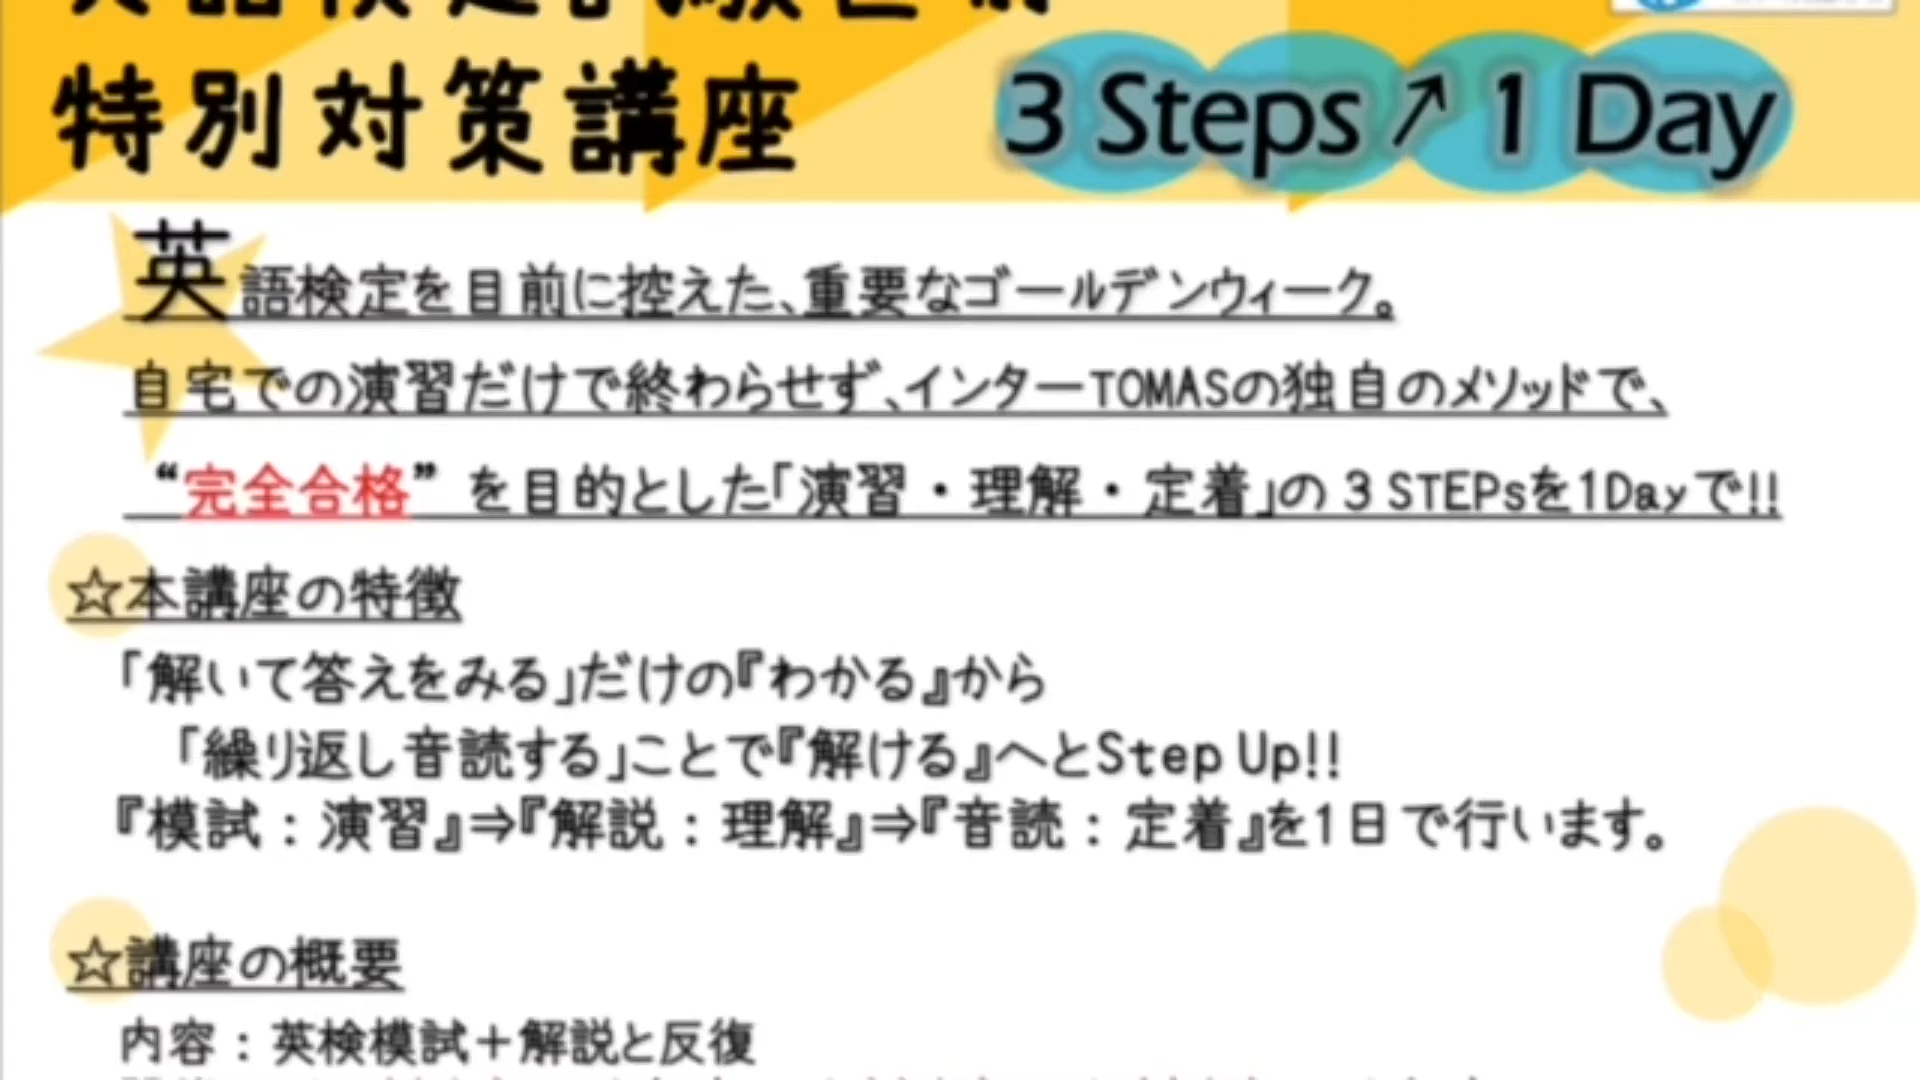 特別対策講座
3 Steps↗1 Day
英語検定を目前に控えた、重要なゴールデンウィーク。
自宅での演習だけで終わらせず、インターTOMASの独自のメソッドで、
“完全合格”を目的とした「演習・理解・定着」の3STEPsを1Dayで!!
☆本講座の特徴
「解いて答えをみる」だけの『わかる』から
「繰り返し音読する」ことで『解ける』へとStep Up!!
『模試：演習』⇒『解説：理解』⇒『音読：定着』を1日で行います。
☆講座の概要
内容：英検模試＋解説と反復